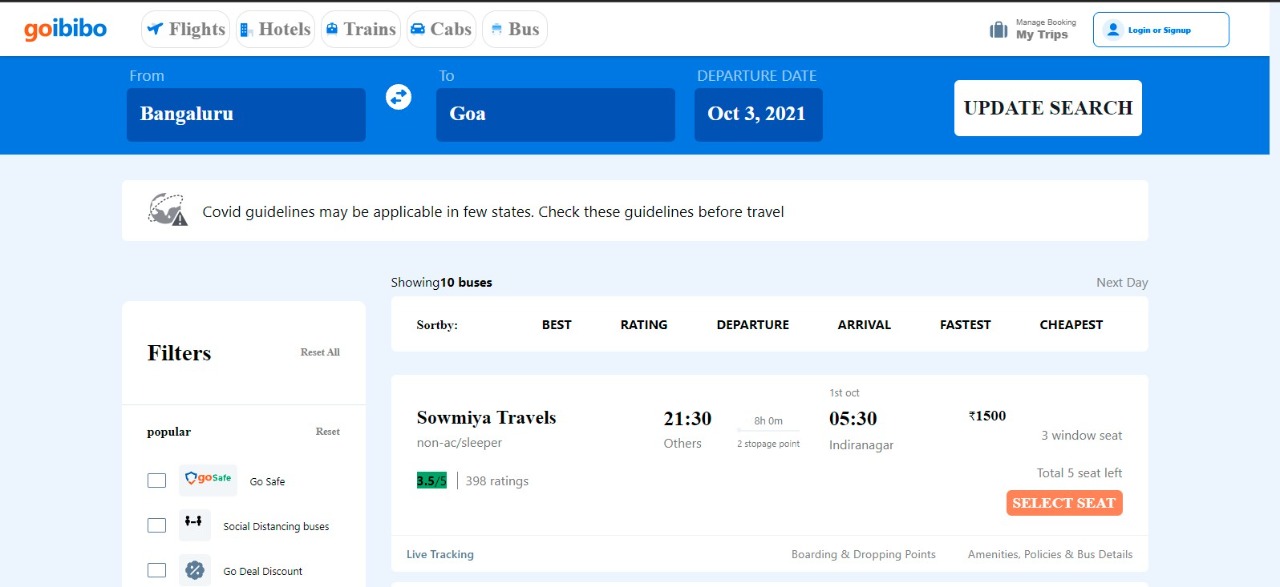 goibibo Flights Hotels Trains Cabs Bus Manage Booking My Trips Login or Signup
From To DEPARTURE DATE
Bangaluru Goa Oct 3, 2021 UPDATE SEARCH
Covid guidelines may be applicable in few states. Check these guidelines before travel
Showing10 buses Next Day
Sortby: BEST RATING DEPARTURE ARRIVAL FASTEST CHEAPEST
Filters Reset All
popular Reset
goSafe Go Safe
Social Distancing buses
Go Deal Discount
1st oct
Sowmiya Travels 21:30 8h 0m 05:30 ₹1500
non-ac/sleeper Others 2 stopage point Indiranagar 3 window seat
3.5/5 398 ratings Total 5 seat left
SELECT SEAT
Live Tracking Boarding & Dropping Points Amenities, Policies & Bus Details